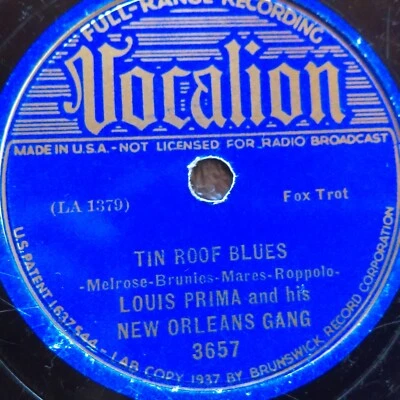 FULL-RANGE RECORDING
Vocalion
MADE IN U.S.A.-NOT LICENSED FOR RADIO BROADCAST
(LA 1379)
Fox Trot
TIN ROOF BLUES
-Melrose-Brunies-Mares-Roppolo-
LOUIS PRIMA and his
NEW ORLEANS GANG
3657
U.S. PATENT 1637544 - LAB COPY 1937 BY BRUNSWICK RECORD CORPORATION